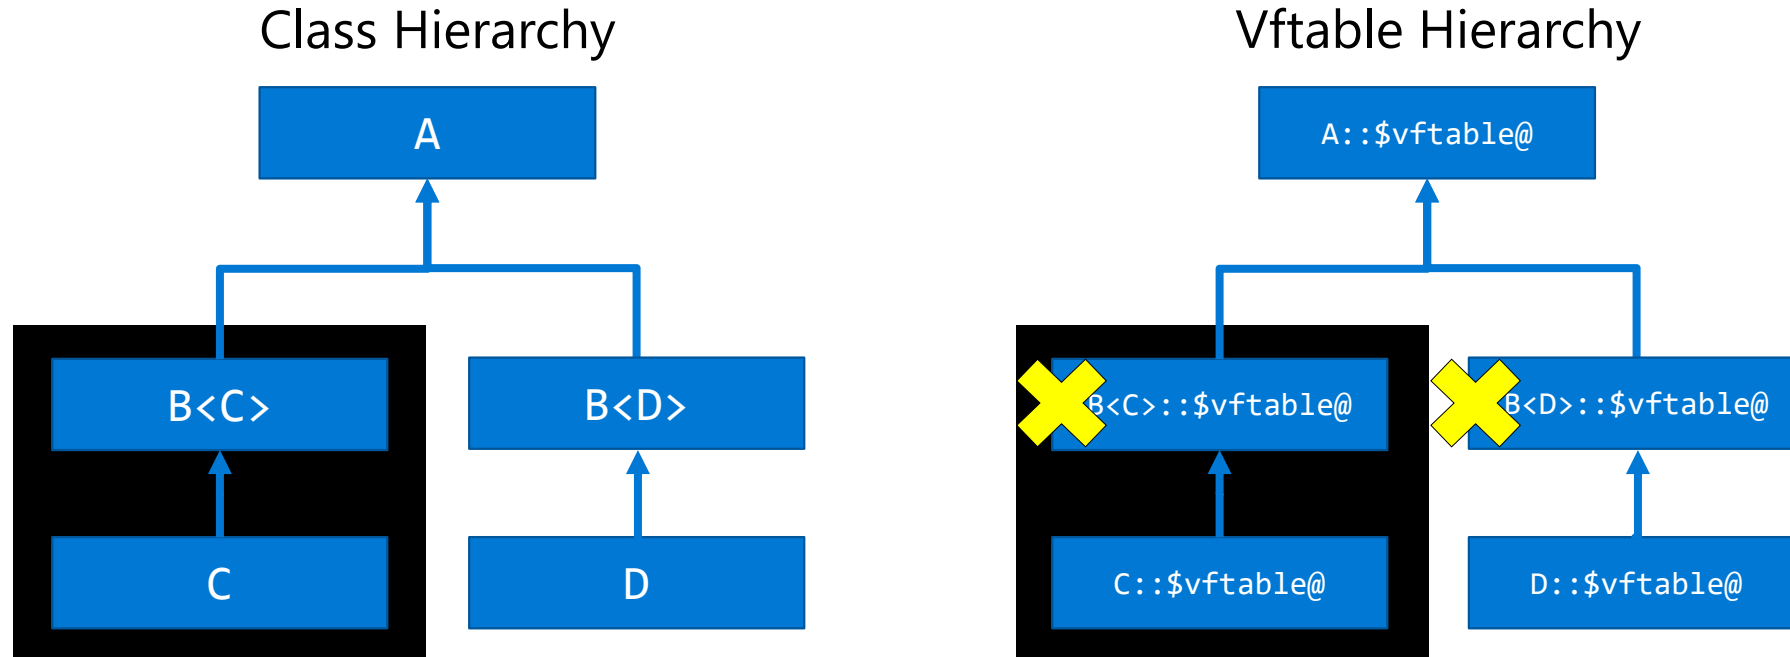 Class Hierarchy
A
B<C>
B<D>
C
D
Vftable Hierarchy
A::$vftable@
B<C>::$vftable@
B<D>::$vftable@
C::$vftable@
D::$vftable@